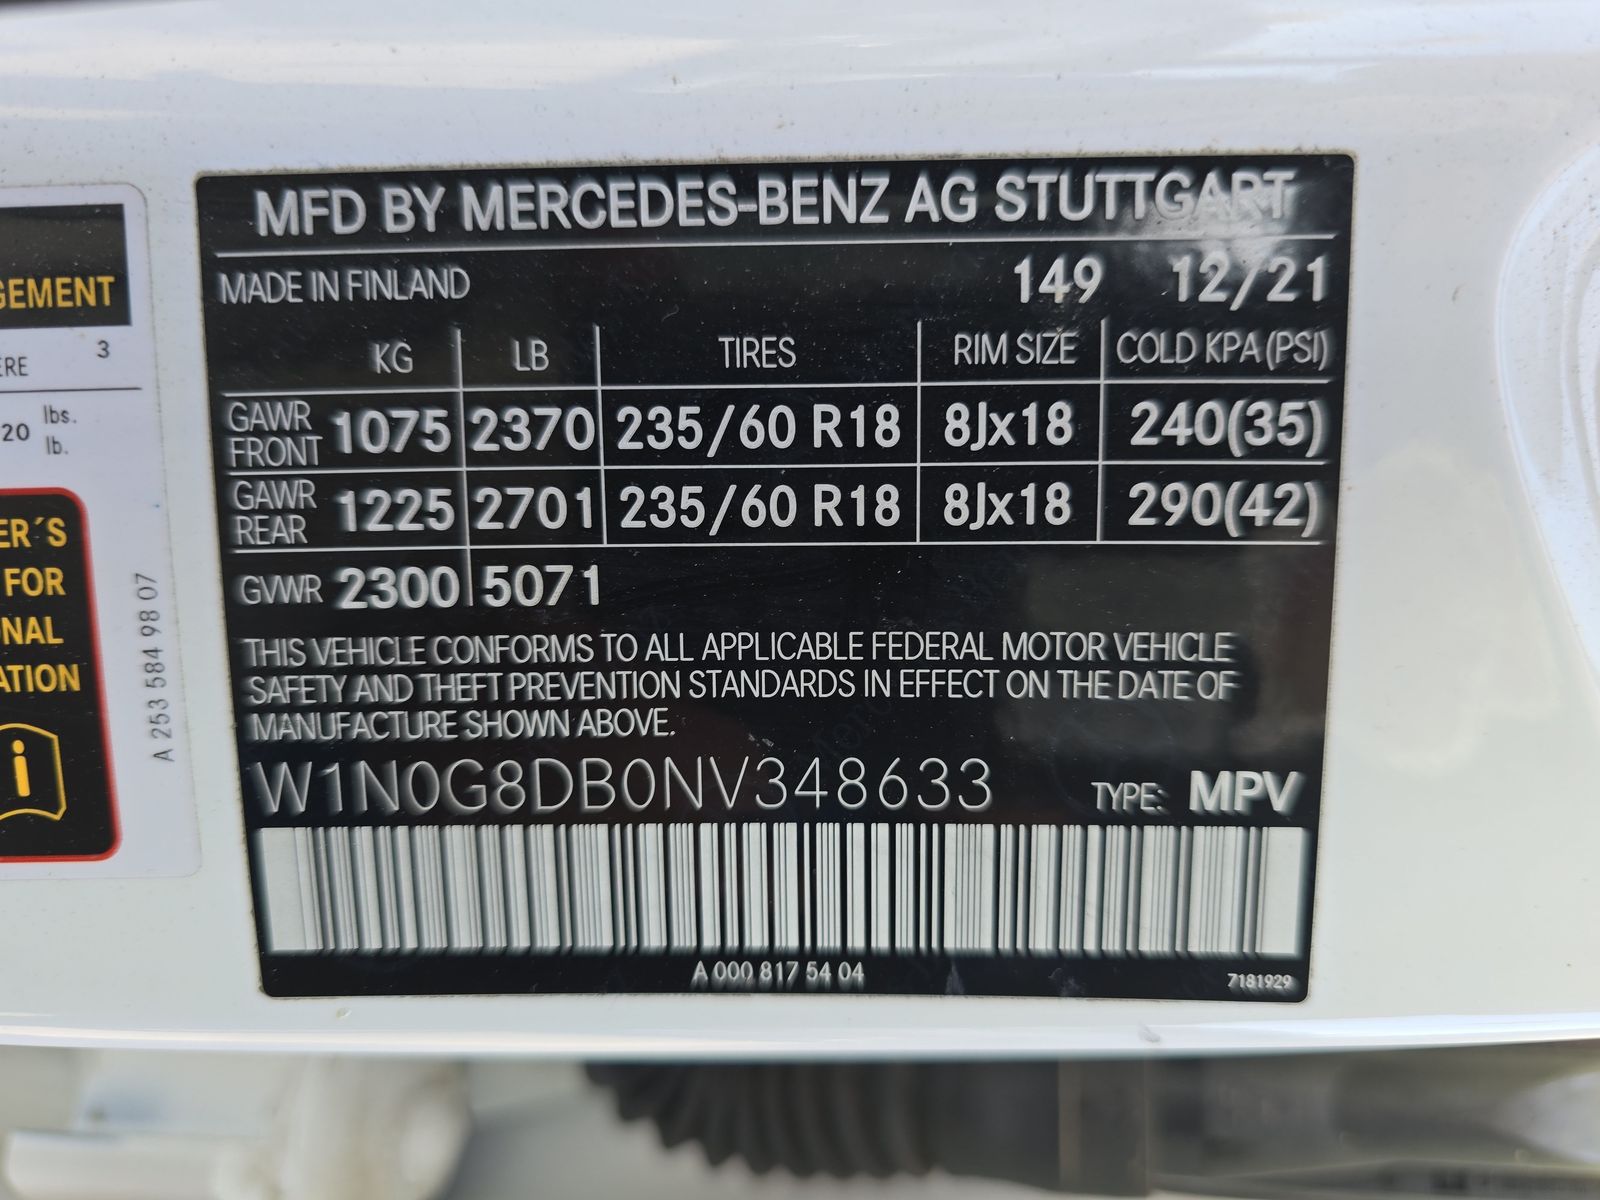 MFD BY MERCEDES-BENZ AG STUTTGART
MADE IN FINLAND 149 12/21
KG LB TIRES RIM SIZE COLD KPA (PSI)
GAWR FRONT 1075 2370 235/60 R18 8Jx18 240(35)
GAWR REAR 1225 2701 235/60 R18 8Jx18 290(42)
GVWR 2300 5071
THIS VEHICLE CONFORMS TO ALL APPLICABLE FEDERAL MOTOR VEHICLE
SAFETY AND THEFT PREVENTION STANDARDS IN EFFECT ON THE DATE OF
MANUFACTURE SHOWN ABOVE.
W1N0G8DB0NV348633 TYPE: MPV
A 000 817 54 04 7181929
GEMENT
ERE 3
20 lbs.
lb.
ER´S
FOR
ONAL
ATION
i
A 253 584 98 07